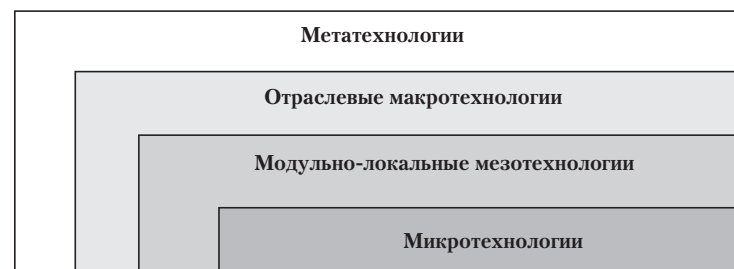 Метатехнологии
Отраслевые макротехнологии
Модульно-локальные мезотехнологии
Микротехнологии